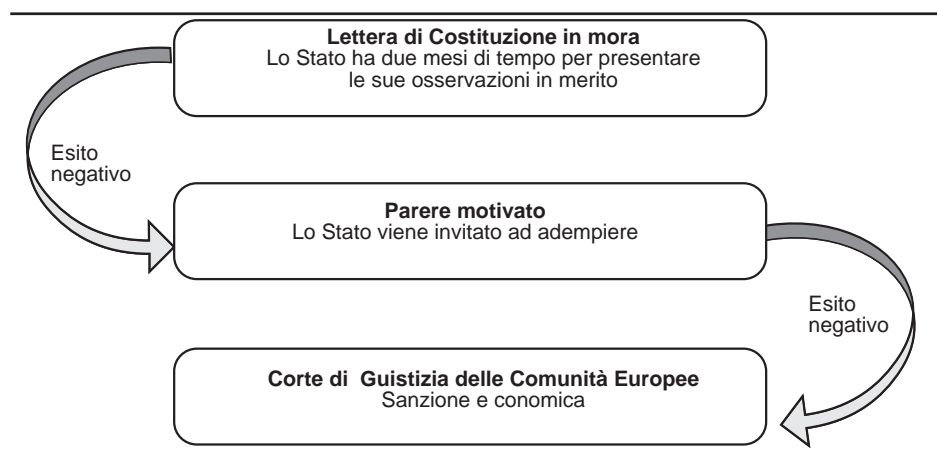 Lettera di Costituzione in mora
Lo Stato ha due mesi di tempo per presentare
le sue osservazioni in merito
Esito
negativo
Parere motivato
Lo Stato viene invitato ad adempiere
Esito
negativo
Corte di Guistizia delle Comunità Europee
Sanzione e conomica